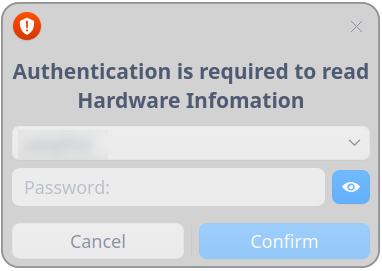 Authentication is required to read
Hardware Infomation
Password:
Cancel
Confirm